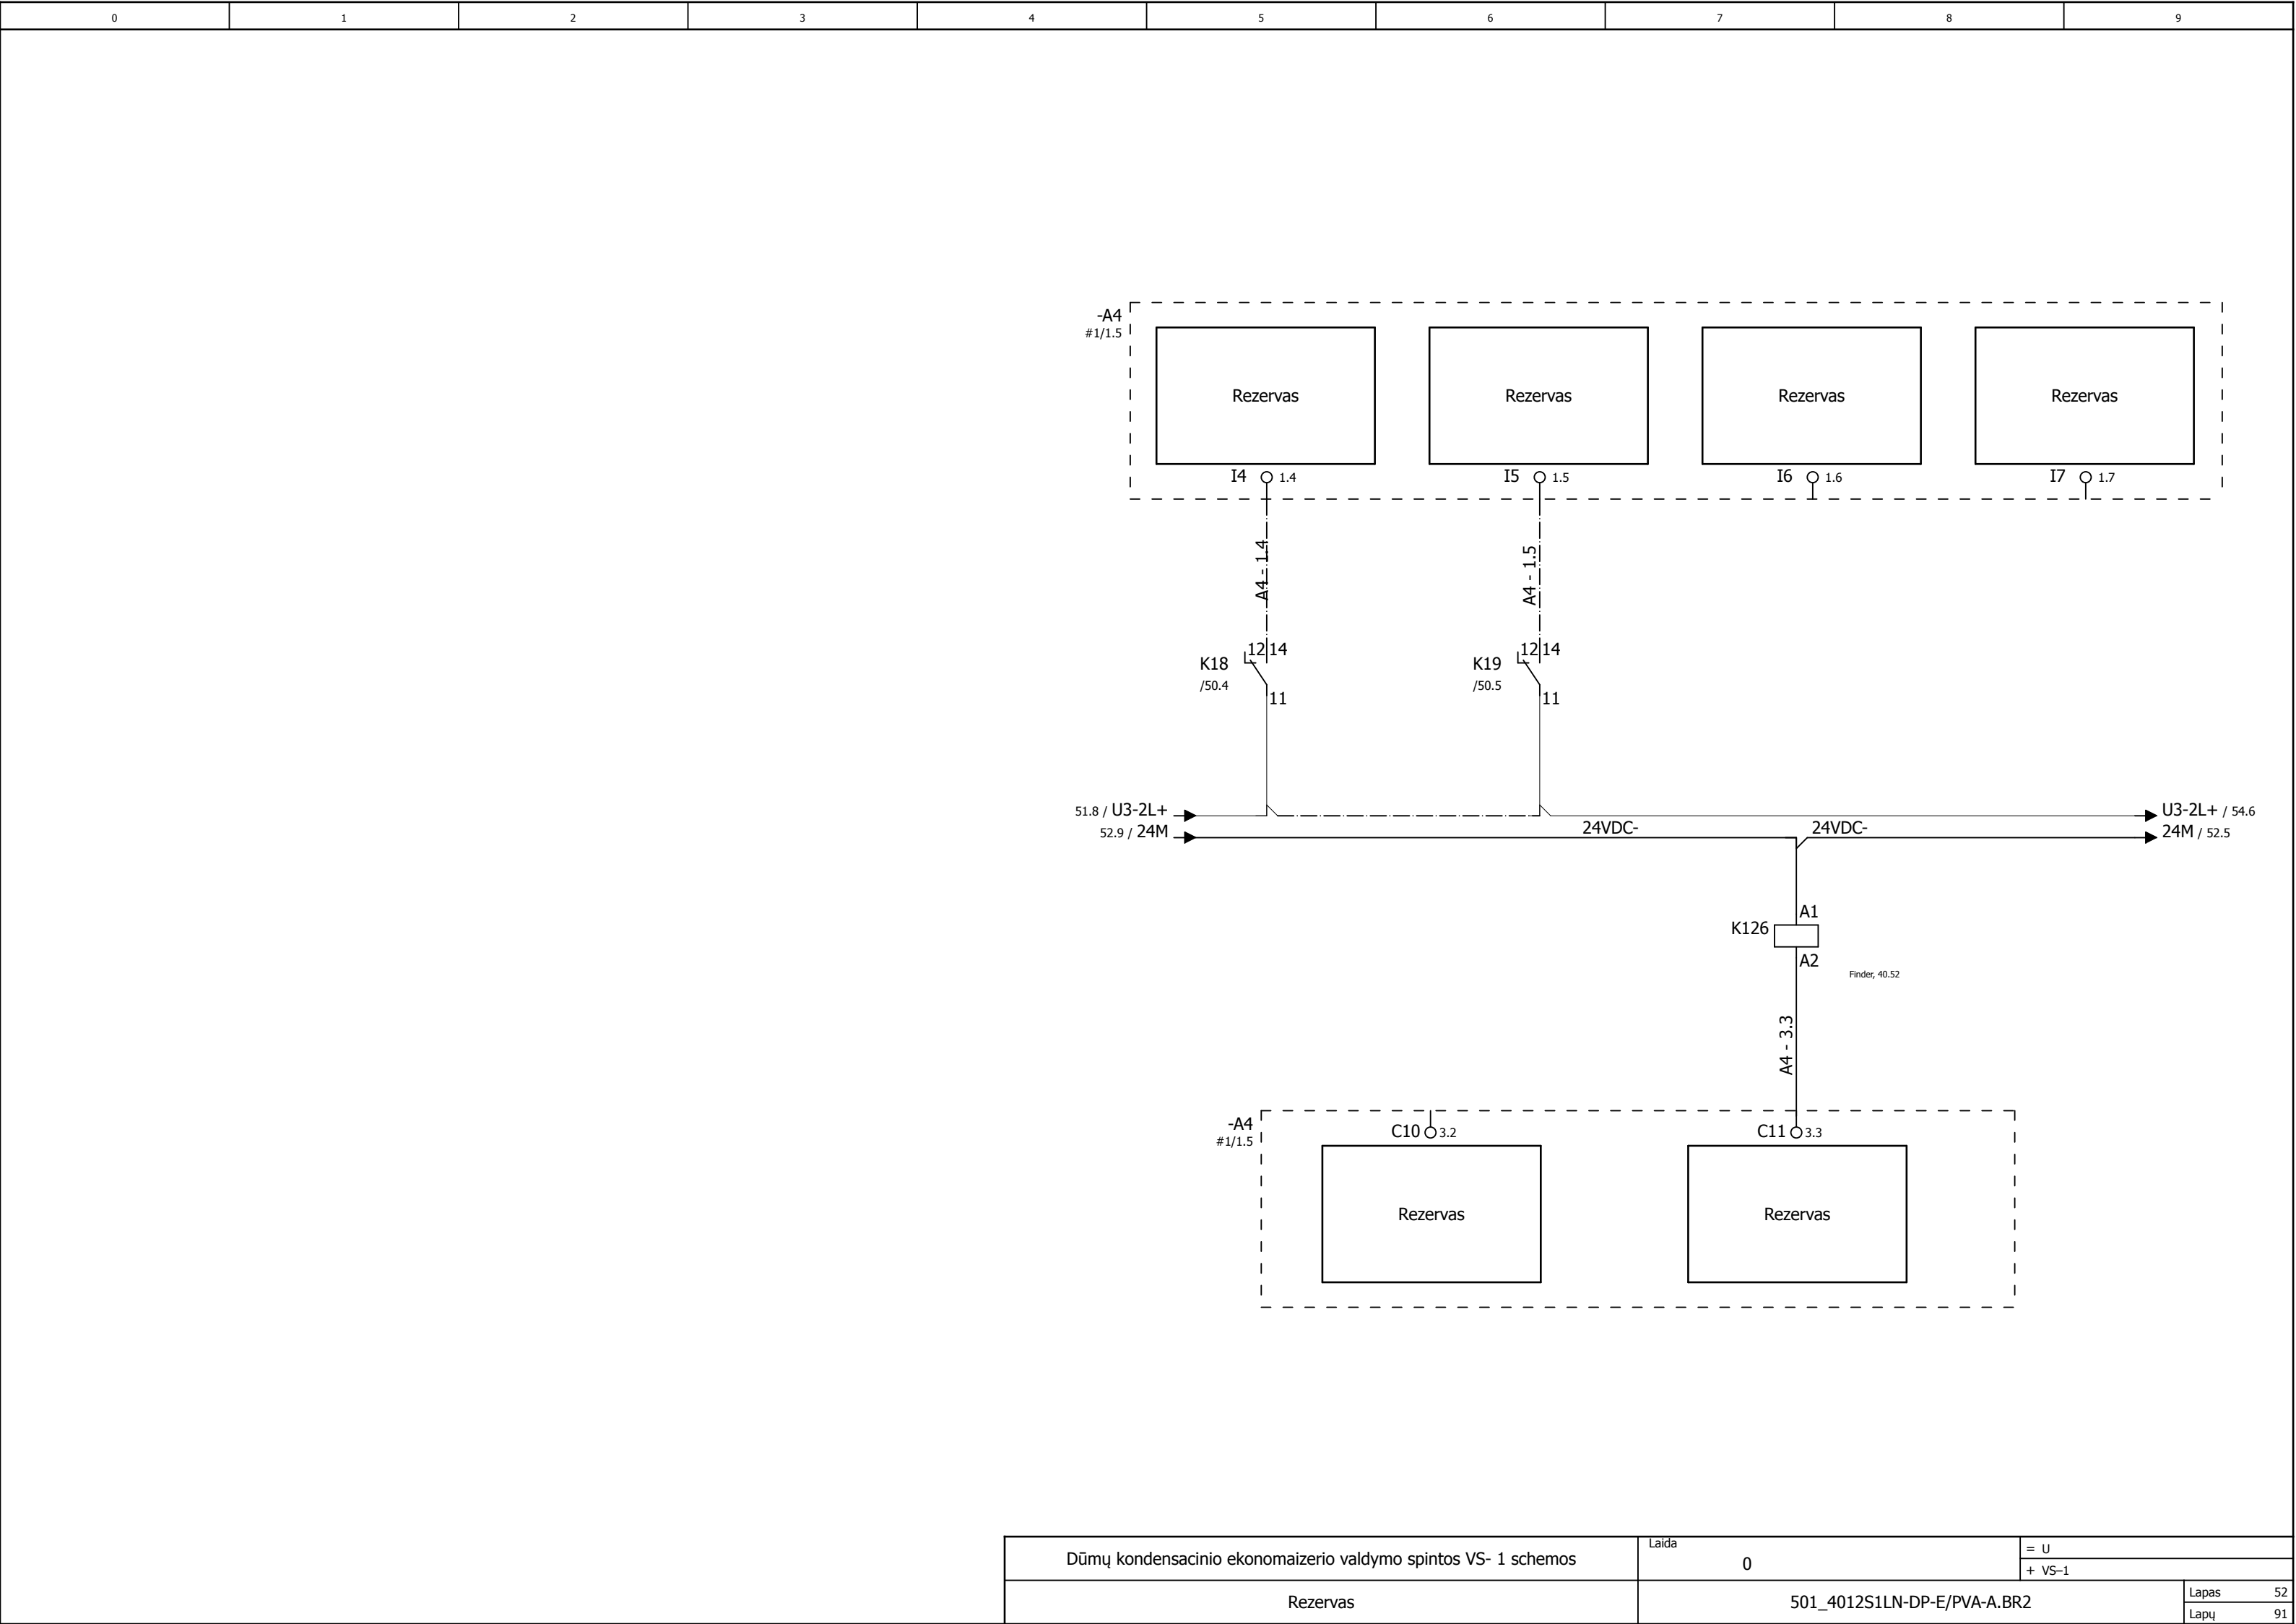 0 1 2 3 4 5 6 7 8 9
-A4
#1/1.5
Rezervas Rezervas Rezervas Rezervas
I4 1.4 I5 1.5 I6 1.6 I7 1.7
A4 - 1.4 A4 - 1.5
12 14 12 14
K18 K19
/50.4 /50.5
11 11
51.8 / U3-2L+ U3-2L+ / 54.6
24VDC- 24VDC-
52.9 / 24M 24M / 52.5
A1
K126
A2
Finder, 40.52
A4 - 3.3
-A4
#1/1.5
C10 3.2 C11 3.3
Rezervas Rezervas
Dūmų kondensacinio ekonomaizerio valdymo spintos VS- 1 schemos
Laida
0
= U
+ VS–1
Rezervas
501_4012S1LN-DP-E/PVA-A.BR2
Lapas 52
Lapų 91